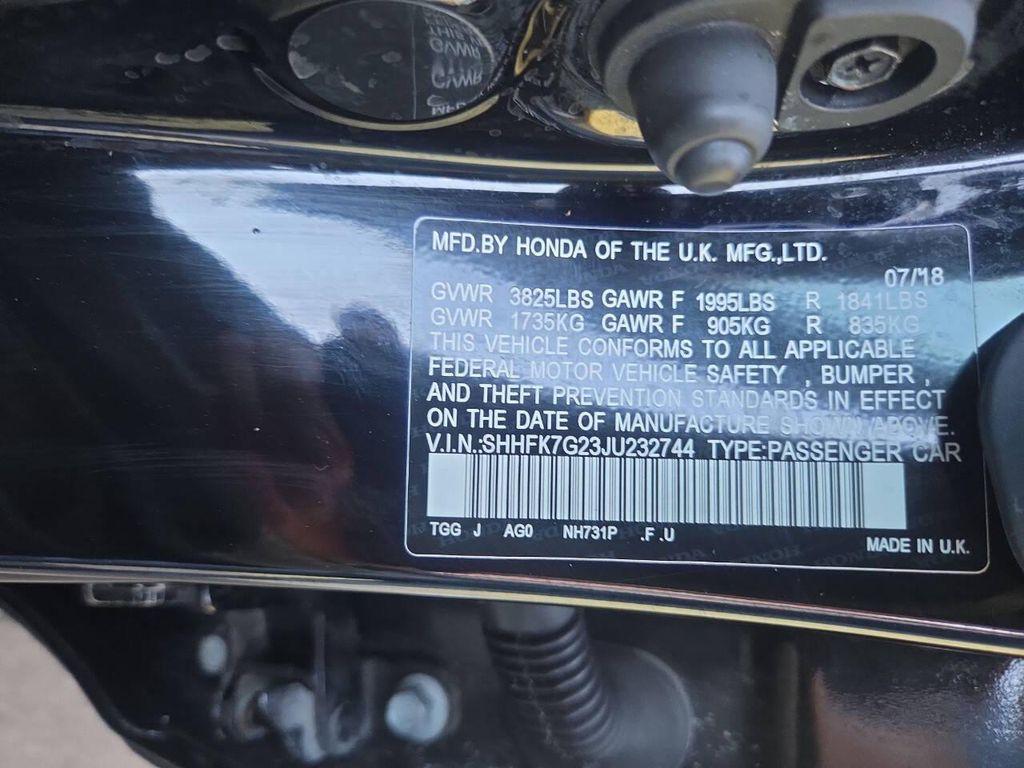 MFD.BY HONDA OF THE U.K. MFG.,LTD.
07/'18
GVWR 3825LBS GAWR F 1995LBS R 1841LBS
GVWR 1735KG GAWR F 905KG R 835KG
THIS VEHICLE CONFORMS TO ALL APPLICABLE
FEDERAL MOTOR VEHICLE SAFETY , BUMPER ,
AND THEFT PREVENTION STANDARDS IN EFFECT
ON THE DATE OF MANUFACTURE SHOWN ABOVE.
V.I.N.:SHHFK7G23JU232744 TYPE:PASSENGER CAR
TGG J AG0 NH731P .F .U
MADE IN U.K.